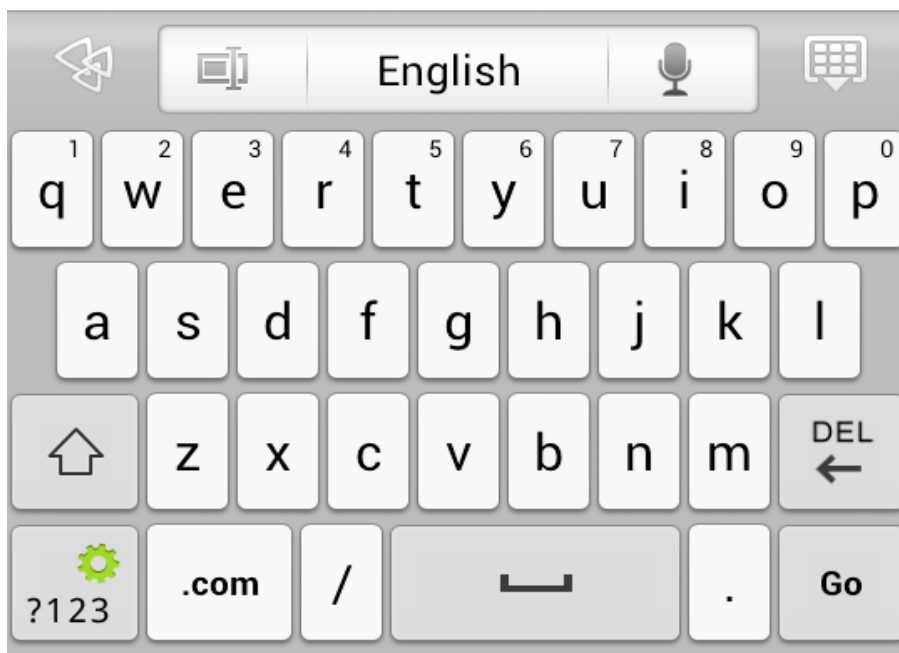 English
1 2 3 4 5 6 7 8 9 0
q w e r t y u i o p
a s d f g h j k l
z x c v b n m DEL
?123 .com / . Go